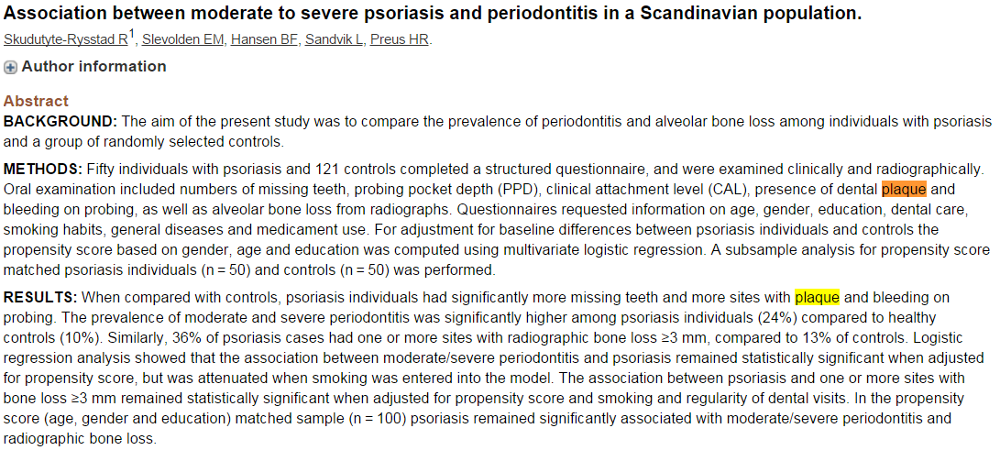 Association between moderate to severe psoriasis and periodontitis in a Scandinavian population.
Skudutyte-Rysstad R1, Slevolden EM, Hansen BF, Sandvik L, Preus HR.
Author information
Abstract
BACKGROUND: The aim of the present study was to compare the prevalence of periodontitis and alveolar bone loss among individuals with psoriasis
and a group of randomly selected controls.
METHODS: Fifty individuals with psoriasis and 121 controls completed a structured questionnaire, and were examined clinically and radiographically.
Oral examination included numbers of missing teeth, probing pocket depth (PPD), clinical attachment level (CAL), presence of dental plaque and
bleeding on probing, as well as alveolar bone loss from radiographs. Questionnaires requested information on age, gender, education, dental care,
smoking habits, general diseases and medicament use. For adjustment for baseline differences between psoriasis individuals and controls the
propensity score based on gender, age and education was computed using multivariate logistic regression. A subsample analysis for propensity score
matched psoriasis individuals (n = 50) and controls (n = 50) was performed.
RESULTS: When compared with controls, psoriasis individuals had significantly more missing teeth and more sites with plaque and bleeding on
probing. The prevalence of moderate and severe periodontitis was significantly higher among psoriasis individuals (24%) compared to healthy
controls (10%). Similarly, 36% of psoriasis cases had one or more sites with radiographic bone loss ≥3 mm, compared to 13% of controls. Logistic
regression analysis showed that the association between moderate/severe periodontitis and psoriasis remained statistically significant when adjusted
for propensity score, but was attenuated when smoking was entered into the model. The association between psoriasis and one or more sites with
bone loss ≥3 mm remained statistically significant when adjusted for propensity score and smoking and regularity of dental visits. In the propensity
score (age, gender and education) matched sample (n = 100) psoriasis remained significantly associated with moderate/severe periodontitis and
radiographic bone loss.